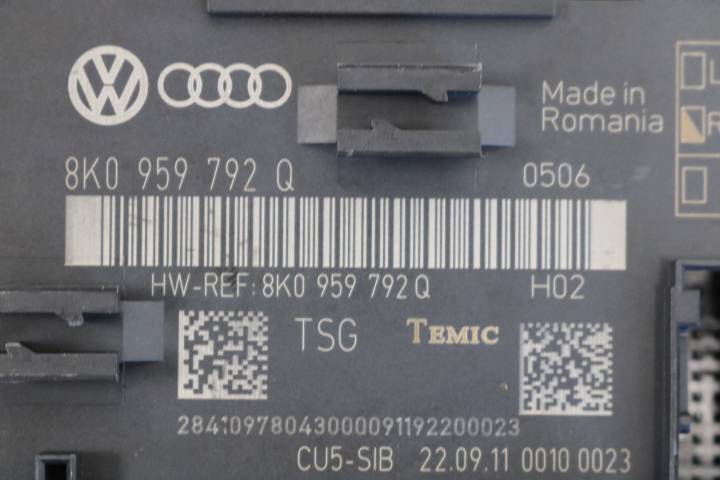 Made in
Romania
L
R
8K0 959 792 Q 0506
HW-REF: 8K0 959 792 Q H02
TSG TEMIC
28410978043000091192200023
CU5-SIB 22.09.11 0010 0023